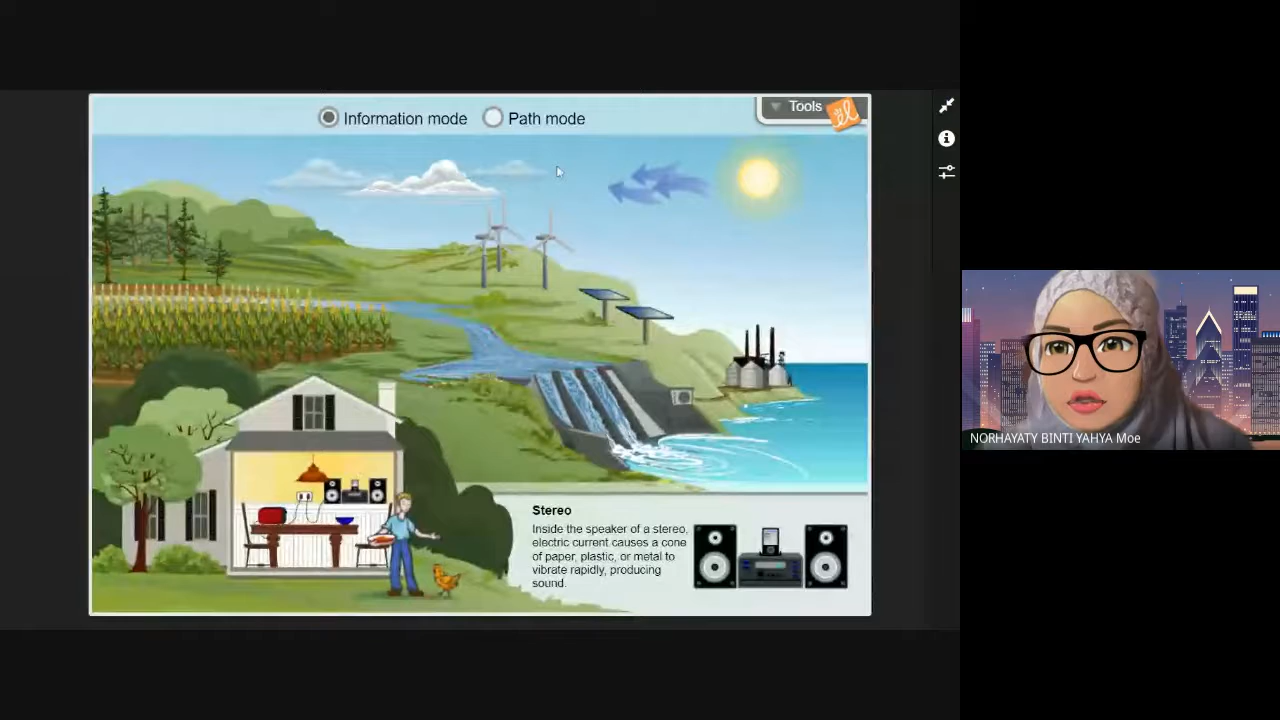 Information mode
Path mode
Tools
Stereo
Inside the speaker of a stereo,
electric current causes a cone
of paper, plastic, or metal to
vibrate rapidly, producing
sound.
NORHAYATY BINTI YAHYA Moe